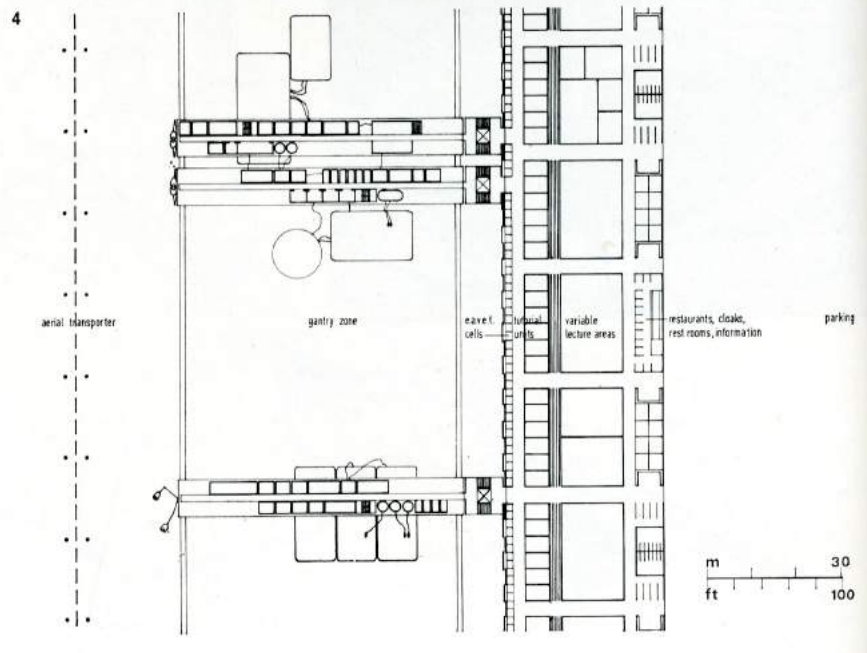 4
aerial transporter
gantry zone
e.a.v.e.t.
cells
tutorial
units
variable
lecture areas
restaurants, cloaks,
rest rooms, information
parking
m 30
ft 100